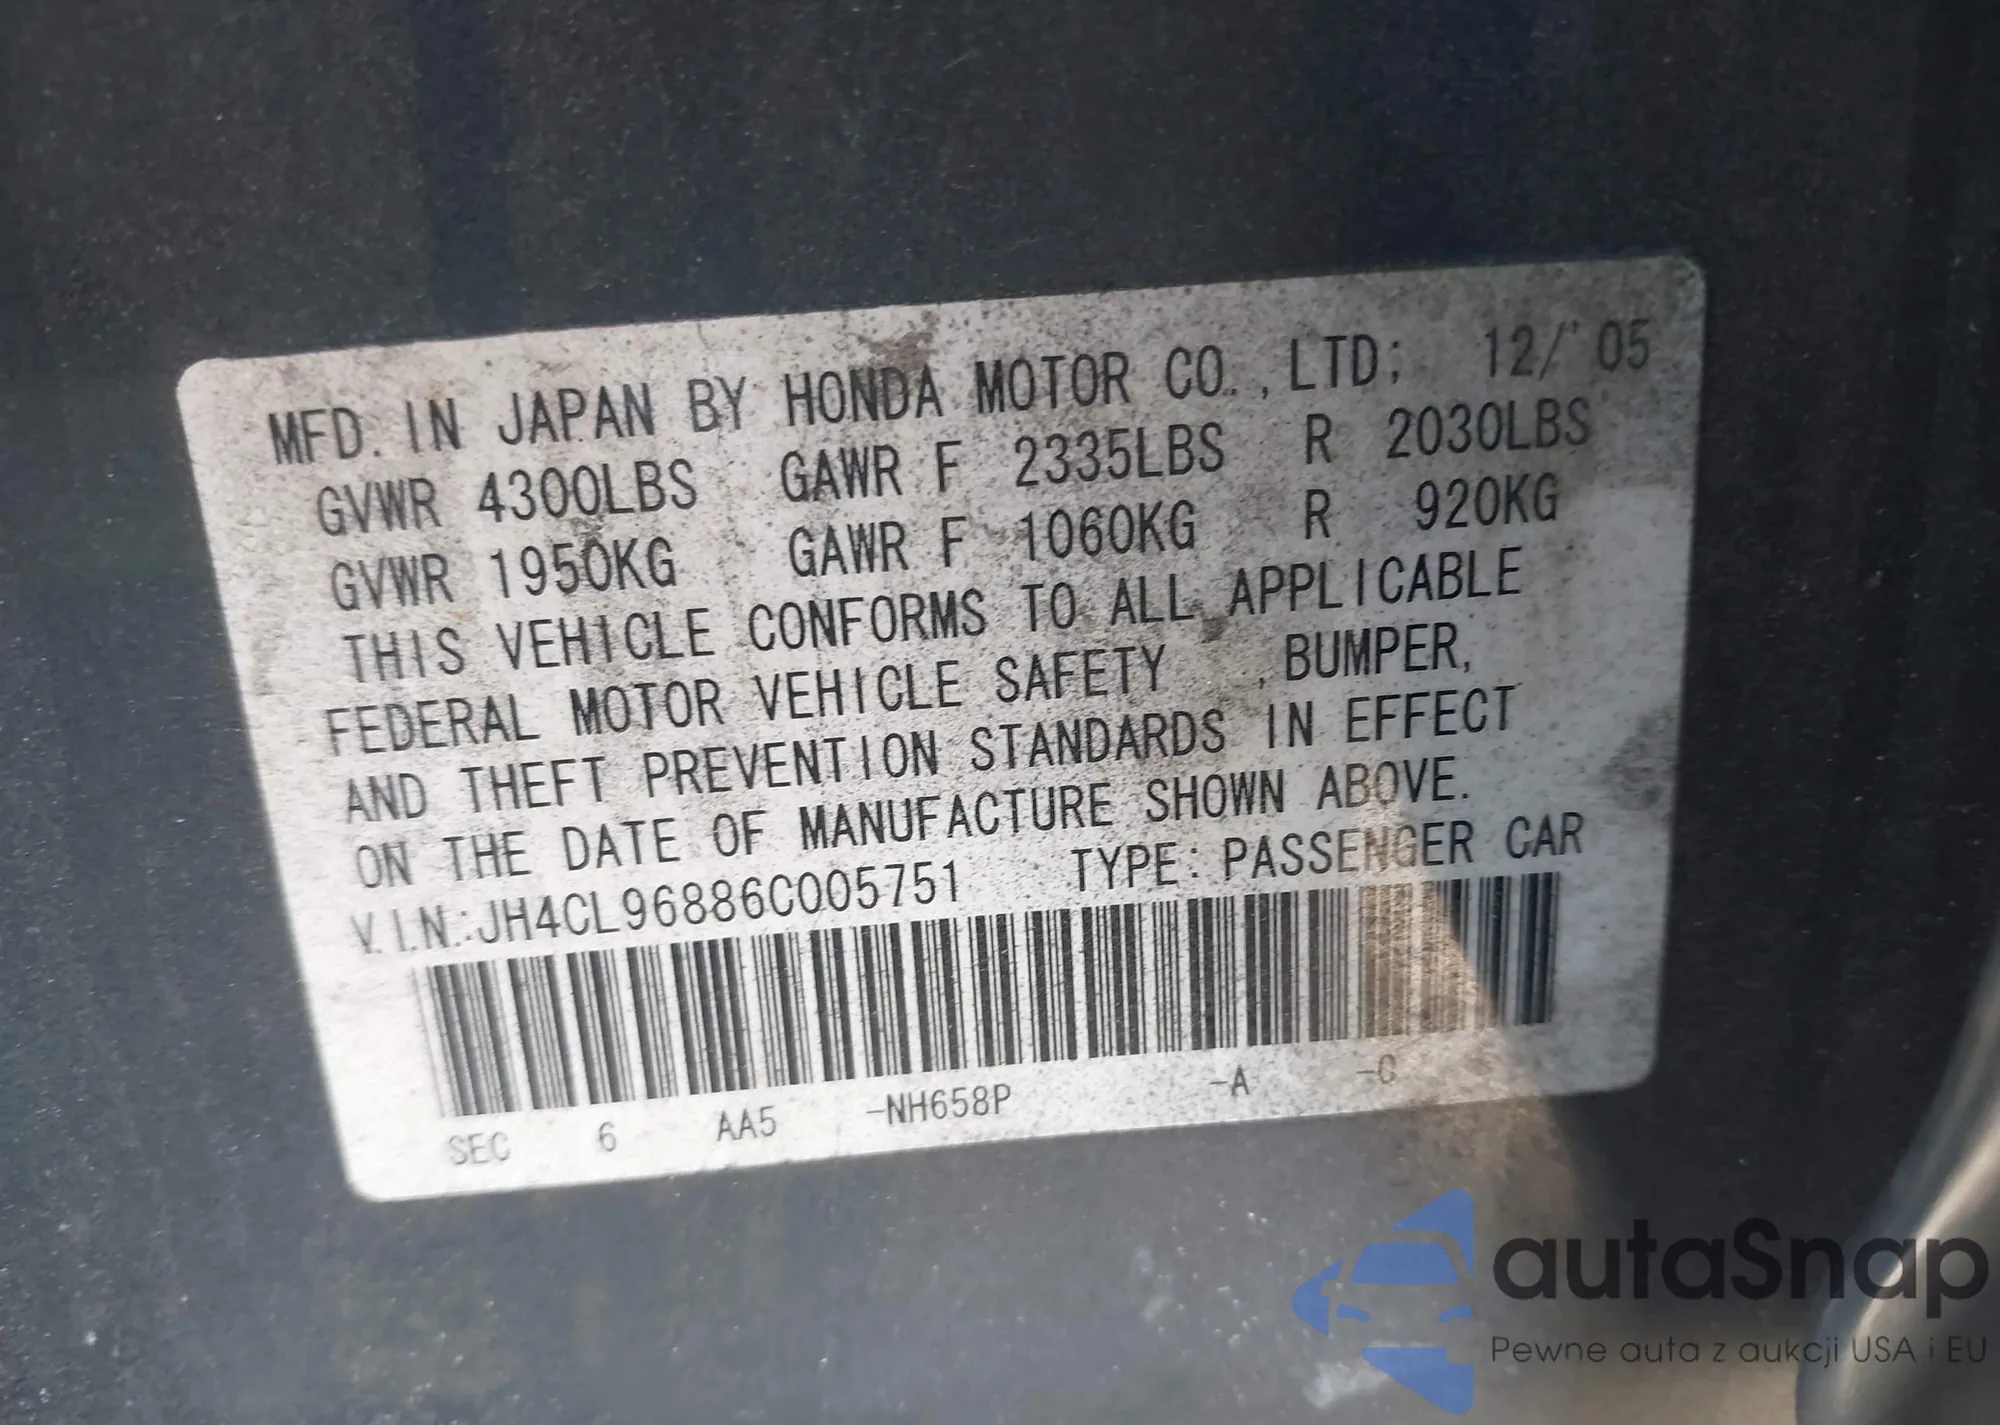 MFD. IN JAPAN BY HONDA MOTOR CO.,LTD; 12/'05
GVWR 4300LBS GAWR F 2335LBS R 2030LBS
GVWR 1950KG GAWR F 1060KG R 920KG
THIS VEHICLE CONFORMS TO ALL APPLICABLE
FEDERAL MOTOR VEHICLE SAFETY ,BUMPER,
AND THEFT PREVENTION STANDARDS IN EFFECT
ON THE DATE OF MANUFACTURE SHOWN ABOVE.
V.I.N.:JH4CL96886C005751 TYPE:PASSENGER CAR
SEC 6 AA5 -NH658P -A -C
autaSnap
Pewne auta z aukcji USA i EU